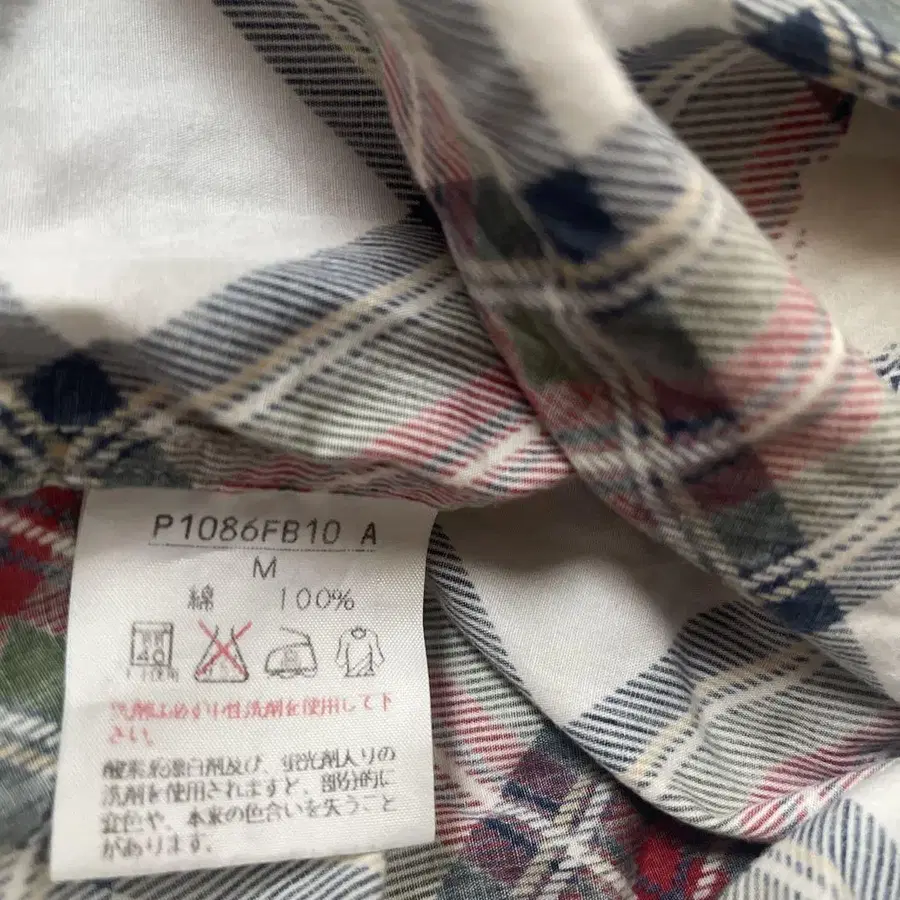 P1086FB10 A
M
綿 100%
40
洗剤は 中性洗剤を使用して下
さい。
酸素系漂白剤及び、蛍光剤入りの
洗剤を使用されますと、部分的に
変色や、本来の色合いを失うこと
があります。